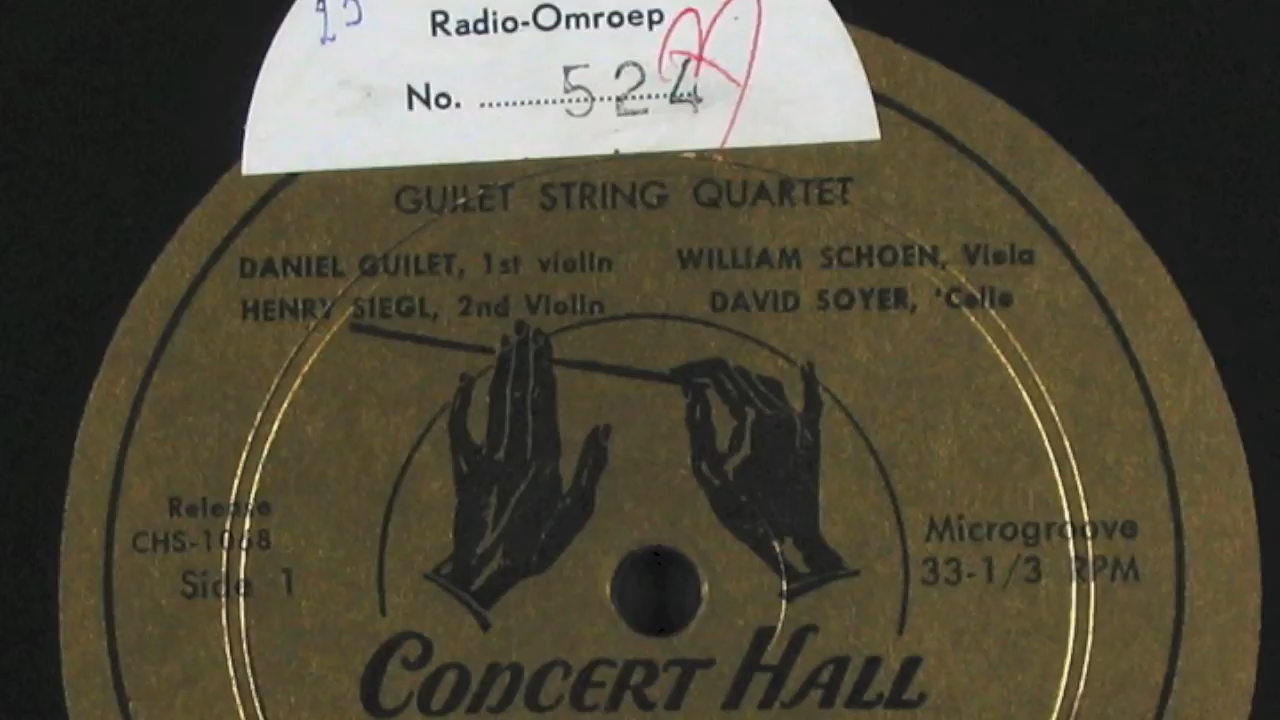 23
Radio-Omroep
No. 524
GUILET STRING QUARTET
DANIEL GUILET, 1st violin WILLIAM SCHOEN, Viola
HENRY SIEGL, 2nd Violin DAVID SOYER, 'Cello
Release
CHS-1068
Side 1
Microgroove
33-1/3 RPM
CONCERT HALL